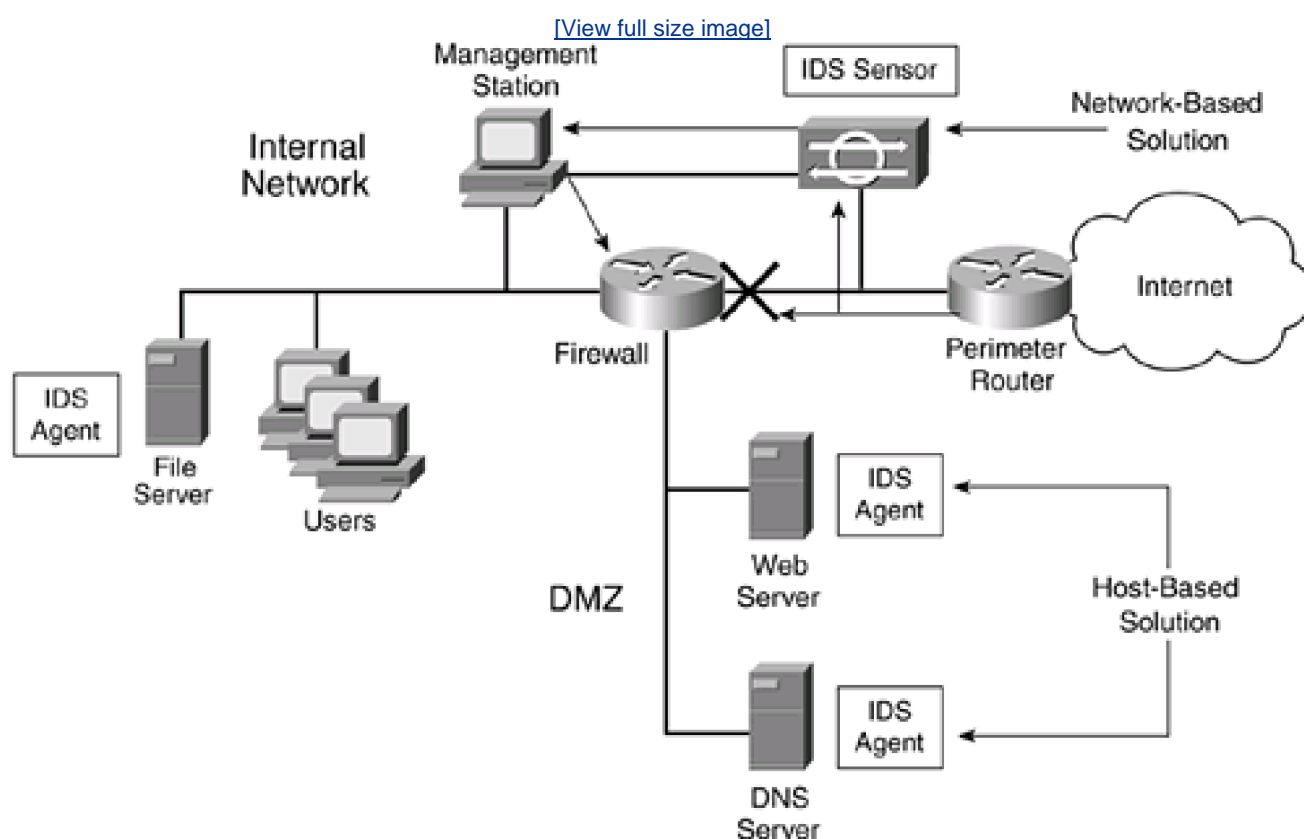 [View full size image]
Management
Station
IDS Sensor
Network-Based
Solution
Internal
Network
Internet
Firewall
Perimeter
Router
IDS
Agent
File
Server
Users
IDS
Agent
Web
Server
DMZ
Host-Based
Solution
IDS
Agent
DNS
Server